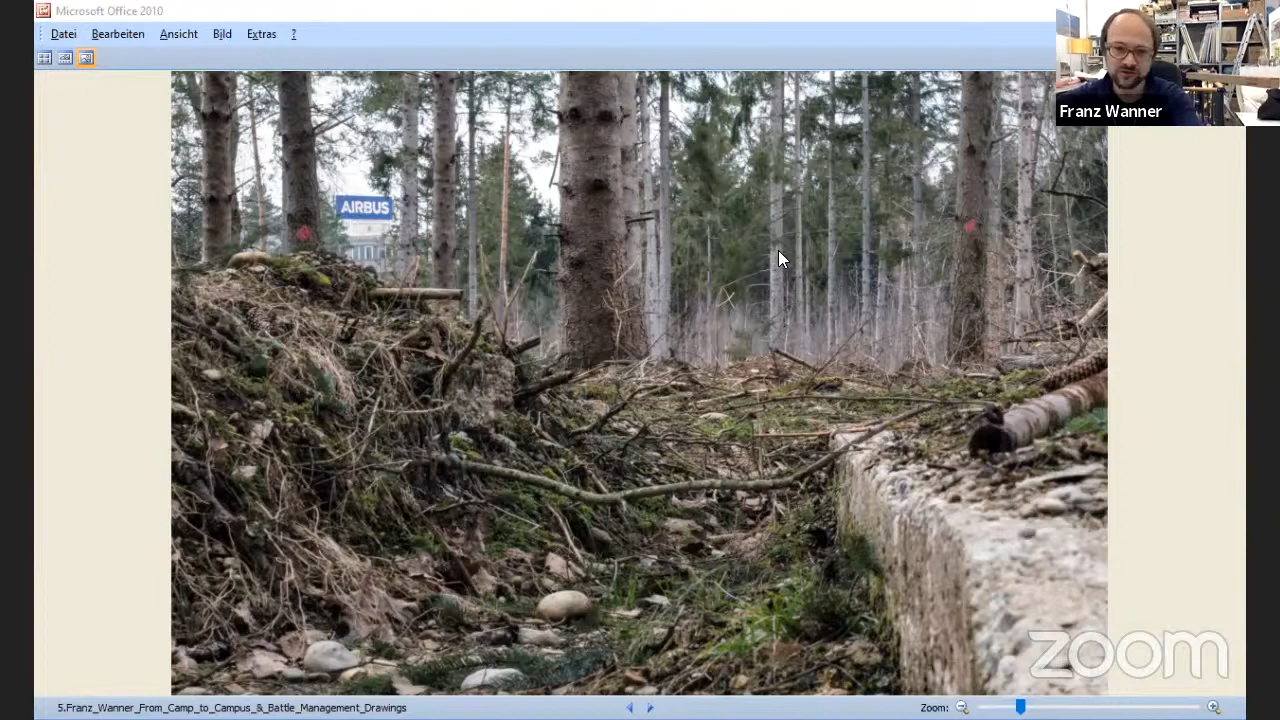 Microsoft Office 2010
Datei Bearbeiten Ansicht Bild Extras ?
Franz Wanner
AIRBUS
zoom
5.Franz_Wanner_From_Camp_to_Campus_&_Battle_Management_Drawings
Zoom: